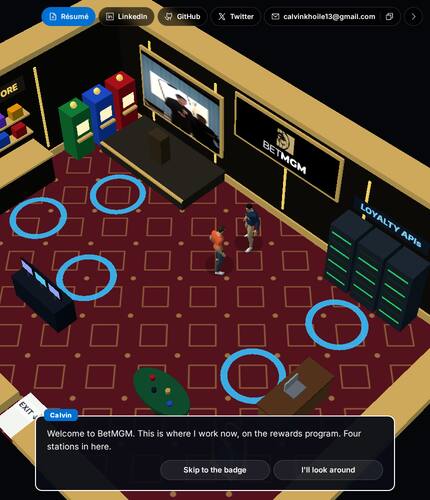 Résumé
LinkedIn
GitHub
Twitter
calvinkhoile13@gmail.com
ORE
BETMGM
LOYALTY APIs
EXIT
Calvin
Welcome to BetMGM. This is where I work now, on the rewards program. Four
stations in here.
Skip to the badge
I'll look around